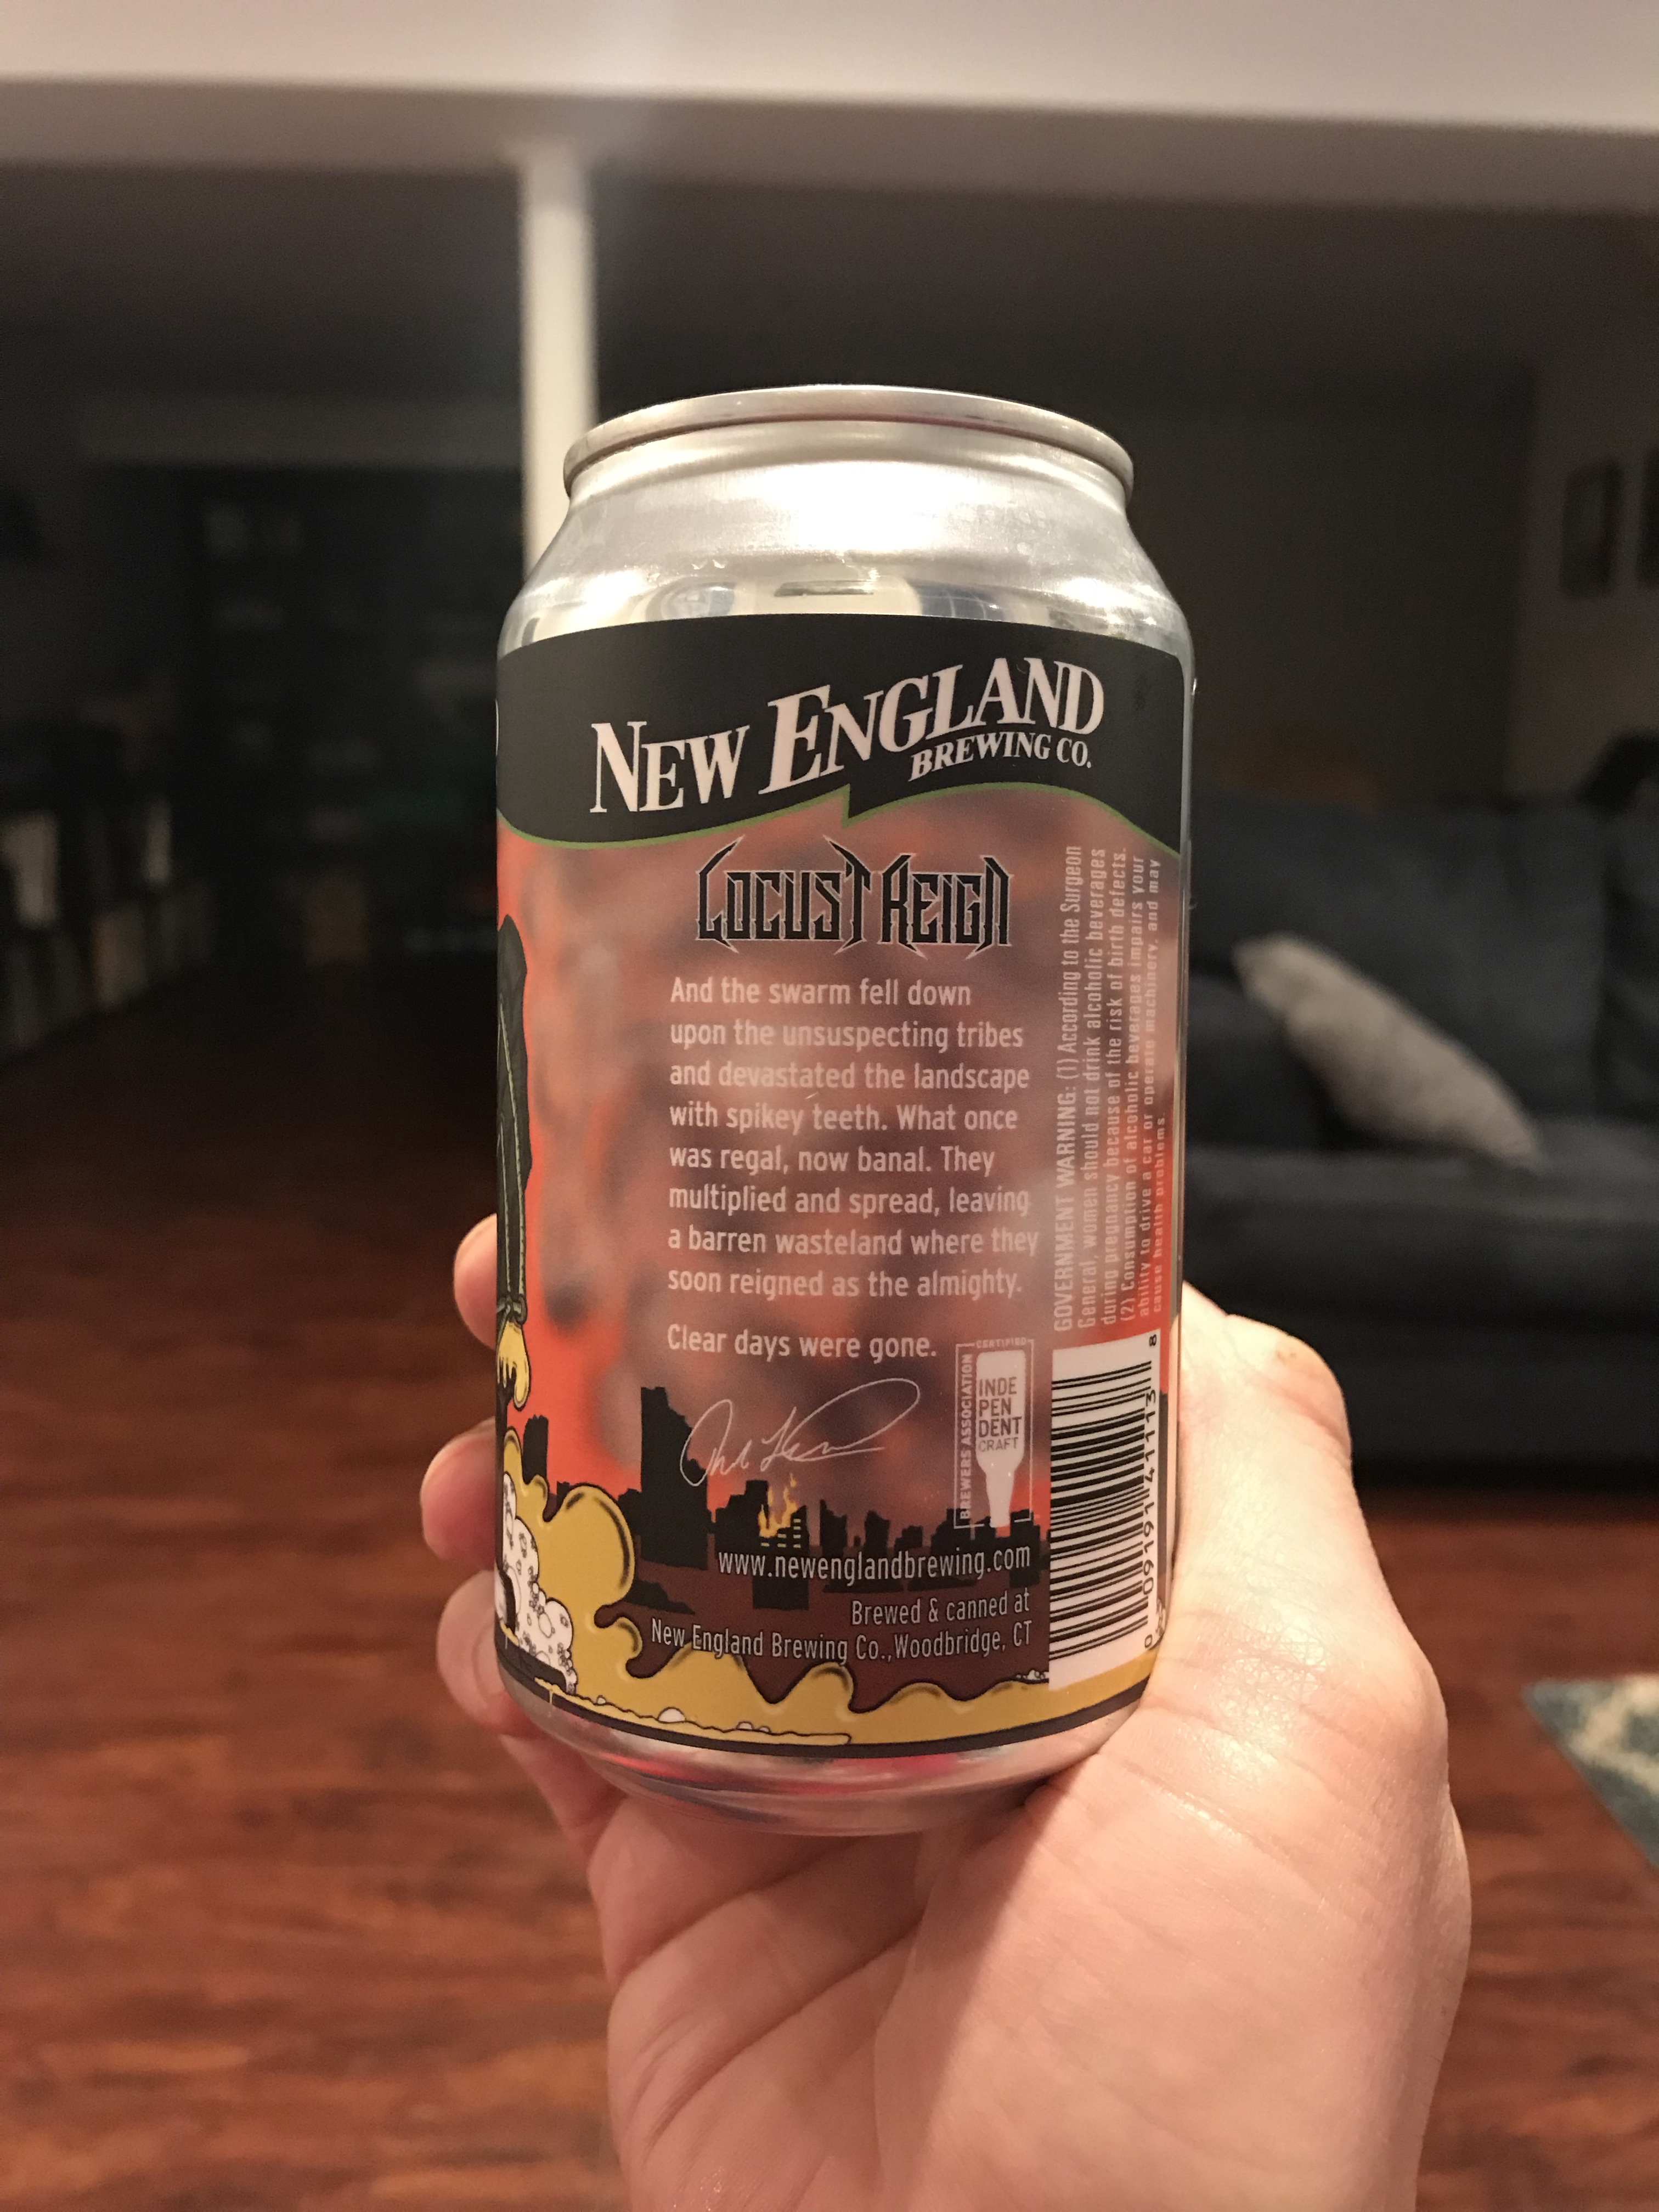 NEW ENGLAND
BREWING CO.
LOCUST REIGN
And the swarm fell down
upon the unsuspecting tribes
and devastated the landscape
with spikey teeth. What once
was regal, now banal. They
multiplied and spread, leaving
a barren wasteland where they
soon reigned as the almighty.
Clear days were gone.
CERTIFIED
INDE
PEN
DENT
CRAFT
BREWERS ASSOCIATION
www.newenglandbrewing.com
Brewed & canned at
New England Brewing Co., Woodbridge, CT
GOVERNMENT WARNING: (1) According to the Surgeon
General, women should not drink alcoholic beverages
during pregnancy because of the risk of birth defects.
(2) Consumption of alcoholic beverages impairs your
ability to drive a car or operate machinery, and may
cause health problems
0 09191 41113 8